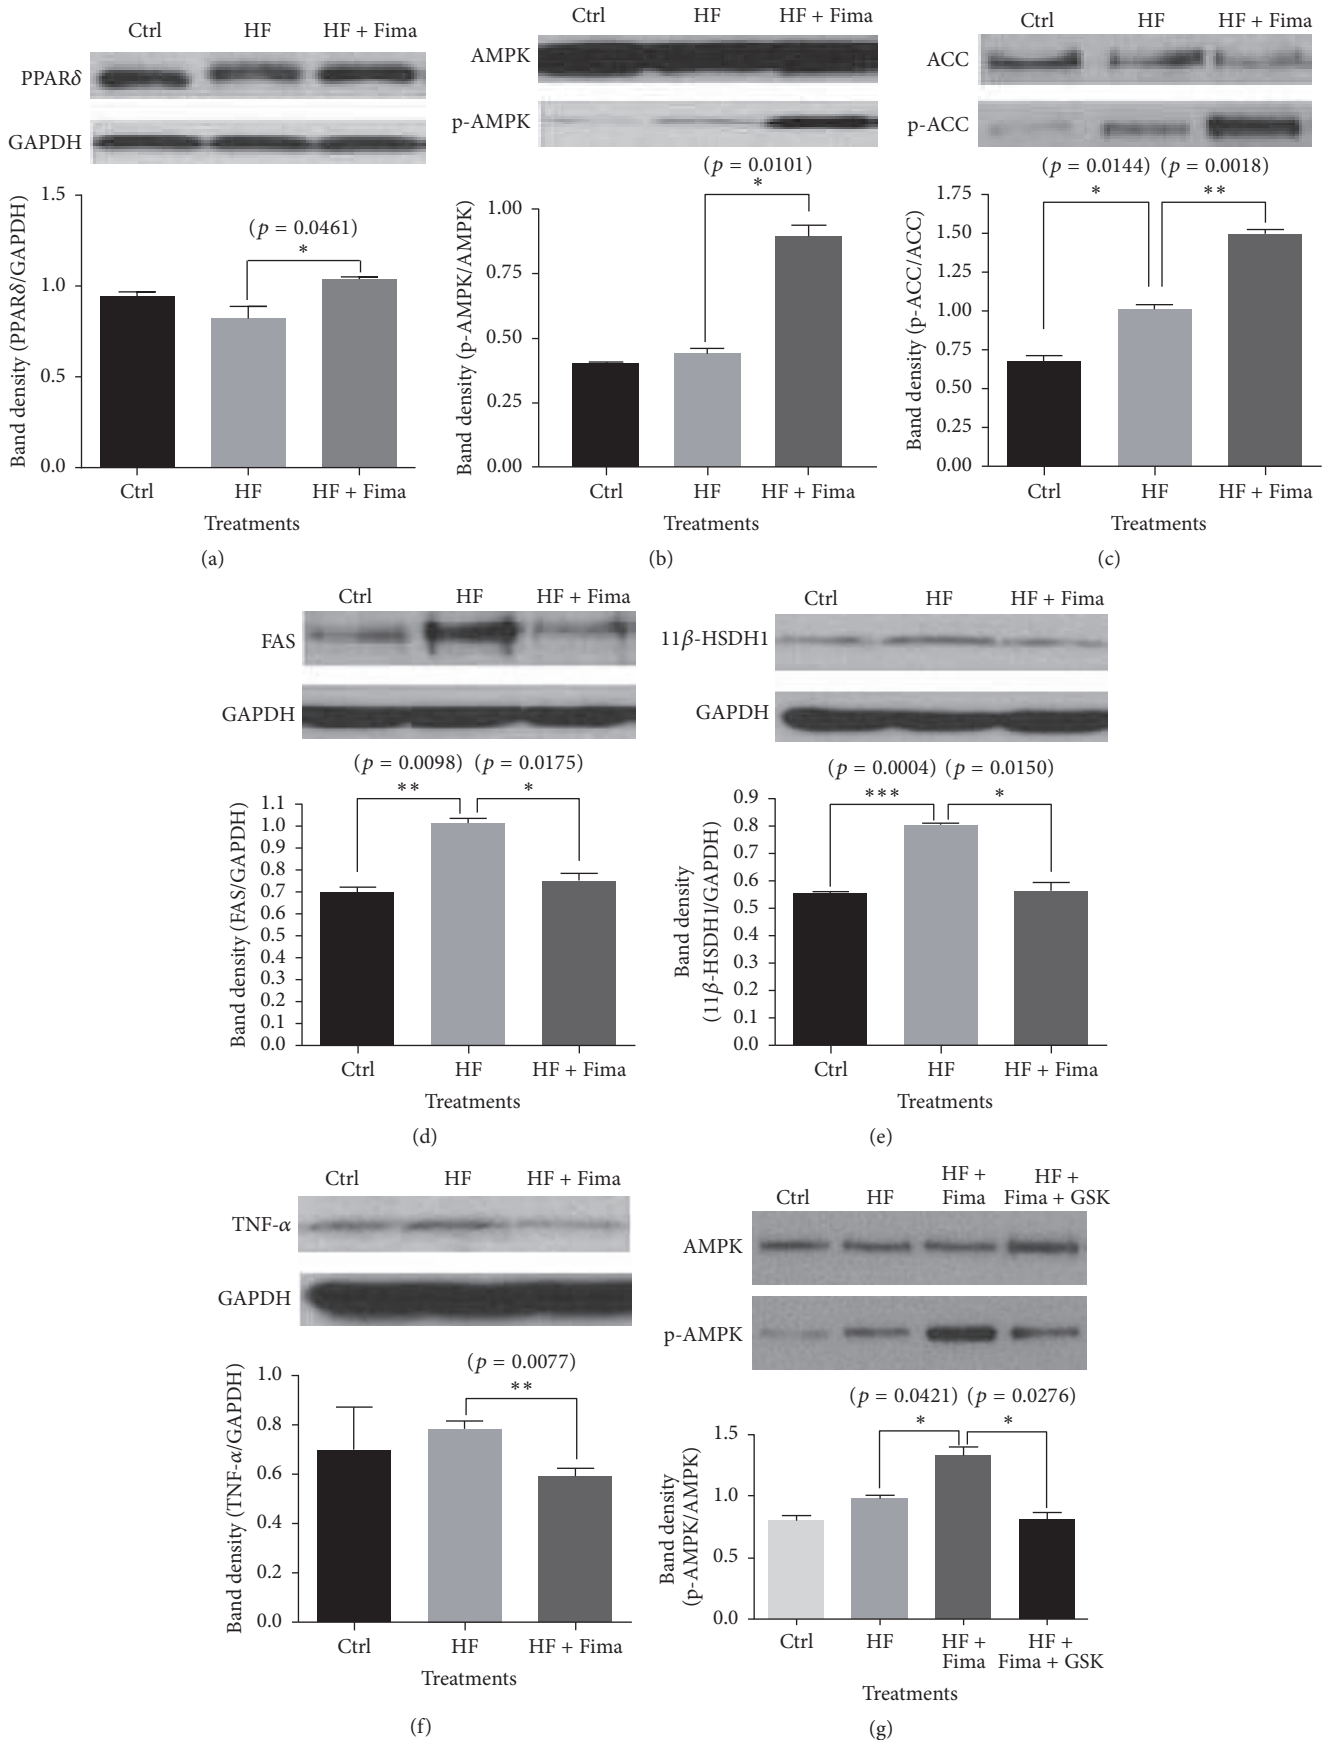 Ctrl HF HF + Fima
PPARδ
GAPDH
(p = 0.0461)
*
1.5
1.0
0.5
0.0
Band density (PPARδ/GAPDH)
Ctrl HF HF + Fima
Treatments
(a)
Ctrl HF HF + Fima
AMPK
p-AMPK
(p = 0.0101)
*
1.00
0.75
0.50
0.25
0.00
Band density (p-AMPK/AMPK)
Ctrl HF HF + Fima
Treatments
(b)
Ctrl HF HF + Fima
ACC
p-ACC
(p = 0.0144) (p = 0.0018)
* **
1.75
1.50
1.25
1.00
0.75
0.50
0.25
0.00
Band density (p-ACC/ACC)
Ctrl HF HF + Fima
Treatments
(c)
Ctrl HF HF + Fima
FAS
GAPDH
(p = 0.0098) (p = 0.0175)
** *
1.1
1.0
0.8
0.8
0.7
0.6
0.5
0.4
0.3
0.2
0.1
0.0
Band density (FAS/GAPDH)
Ctrl HF HF + Fima
Treatments
(d)
Ctrl HF HF + Fima
11β-HSDH1
GAPDH
(p = 0.0004) (p = 0.0150)
*** *
0.9
0.8
0.7
0.6
0.5
0.4
0.3
0.2
0.1
0.0
Band density
(11β-HSDH1/GAPDH)
Ctrl HF HF + Fima
Treatments
(e)
Ctrl HF HF + Fima
TNF-α
GAPDH
(p = 0.0077)
**
1.0
0.8
0.6
0.4
0.2
0.0
Band density (TNF-α/GAPDH)
Ctrl HF HF + Fima
Treatments
(f)
HF + HF +
Ctrl HF Fima Fima + GSK
AMPK
p-AMPK
(p = 0.0421) (p = 0.0276)
* *
1.5
1.0
0.5
0.0
Band density
(p-AMPK/AMPK)
Ctrl HF HF + HF +
Fima Fima + GSK
Treatments
(g)